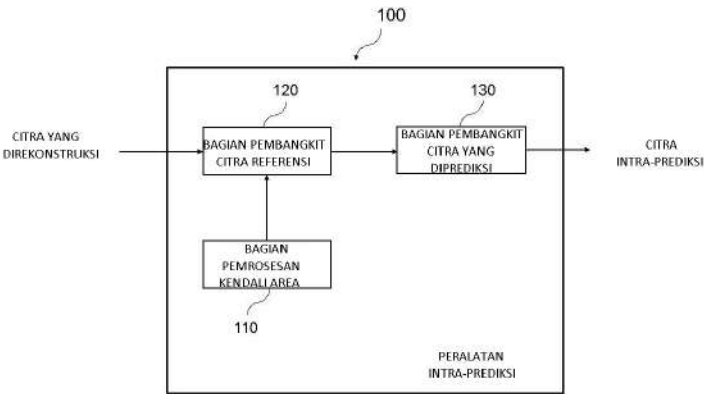 100
120
130
CITRA YANG
DIREKONSTRUKSI
BAGIAN PEMBANGKIT
CITRA REFERENSI
BAGIAN PEMBANGKIT
CITRA YANG
DIPREDIKSI
CITRA
INTRA-PREDIKSI
BAGIAN
PEMROSESAN
KENDALI AREA
110
PERALATAN
INTRA-PREDIKSI